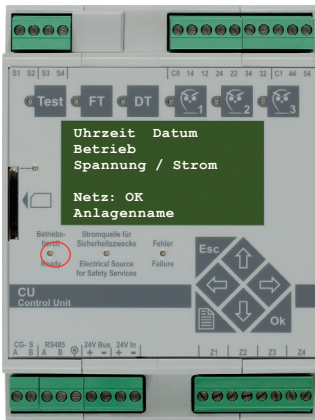 S1 S2 S3 S4
C0 14 12 24 22 34 32 C1 44 54
Test FT DT 1 2 3
Uhrzeit Datum
Betrieb
Spannung / Strom
Netz: OK
Anlagenname
Betriebs-
bereit
Ready
Stromquelle für
Sicherheitszwecke
Electrical Source
for Safety Services
Fehler
Failure
Esc
Ok
CU
Control Unit
CG- S RS485 24V Bus 24V In
A B A B + - + -
Z1 Z2 Z3 Z4